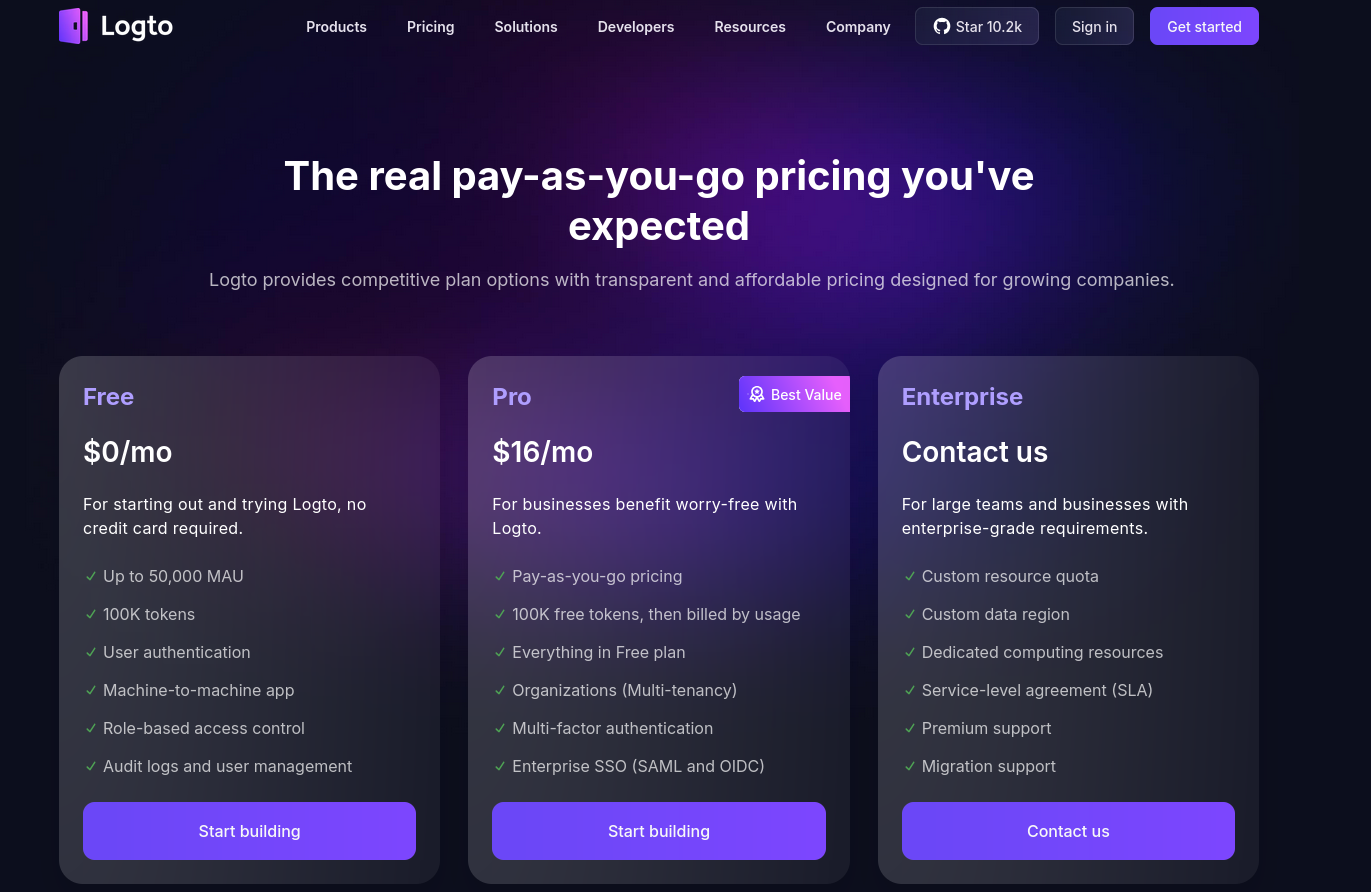 Logto
Products
Pricing
Solutions
Developers
Resources
Company
Star 10.2k
Sign in
Get started
The real pay-as-you-go pricing you've
expected
Logto provides competitive plan options with transparent and affordable pricing designed for growing companies.
Free
$0/mo
For starting out and trying Logto, no
credit card required.
Up to 50,000 MAU
100K tokens
User authentication
Machine-to-machine app
Role-based access control
Audit logs and user management
Start building
Pro
Best Value
$16/mo
For businesses benefit worry-free with
Logto.
Pay-as-you-go pricing
100K free tokens, then billed by usage
Everything in Free plan
Organizations (Multi-tenancy)
Multi-factor authentication
Enterprise SSO (SAML and OIDC)
Start building
Enterprise
Contact us
For large teams and businesses with
enterprise-grade requirements.
Custom resource quota
Custom data region
Dedicated computing resources
Service-level agreement (SLA)
Premium support
Migration support
Contact us